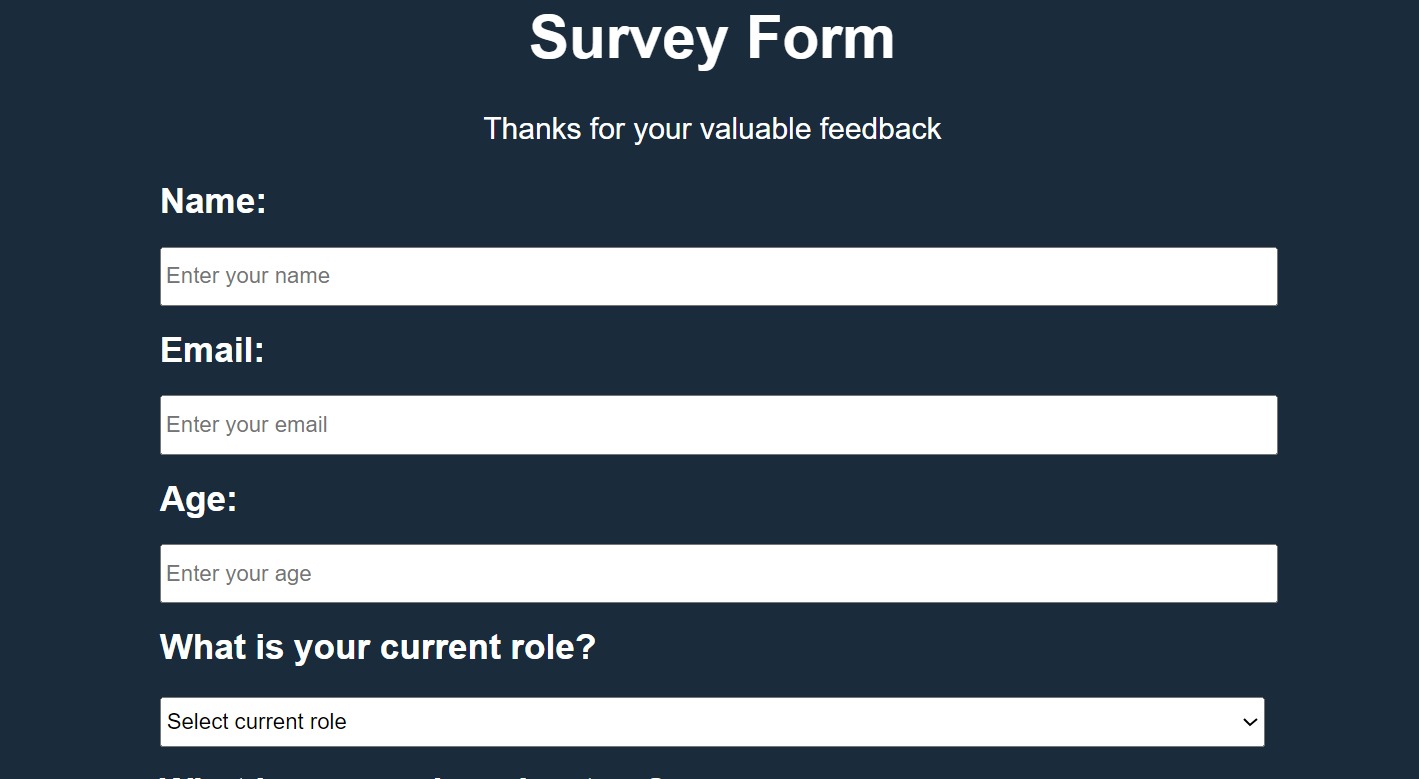 Survey Form
Thanks for your valuable feedback
Name:
Enter your name
Email:
Enter your email
Age:
Enter your age
What is your current role?
Select current role